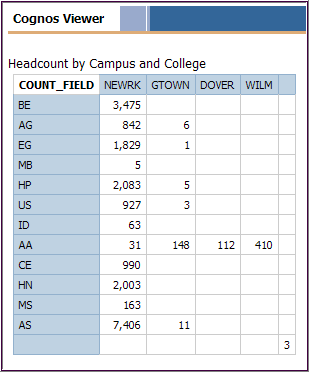 Cognos Viewer
Headcount by Campus and College
COUNT_FIELD NEWRK GTOWN DOVER WILM
BE 3,475
AG 842 6
EG 1,829 1
MB 5
HP 2,083 5
US 927 3
ID 63
AA 31 148 112 410
CE 990
HN 2,003
MS 163
AS 7,406 11
3